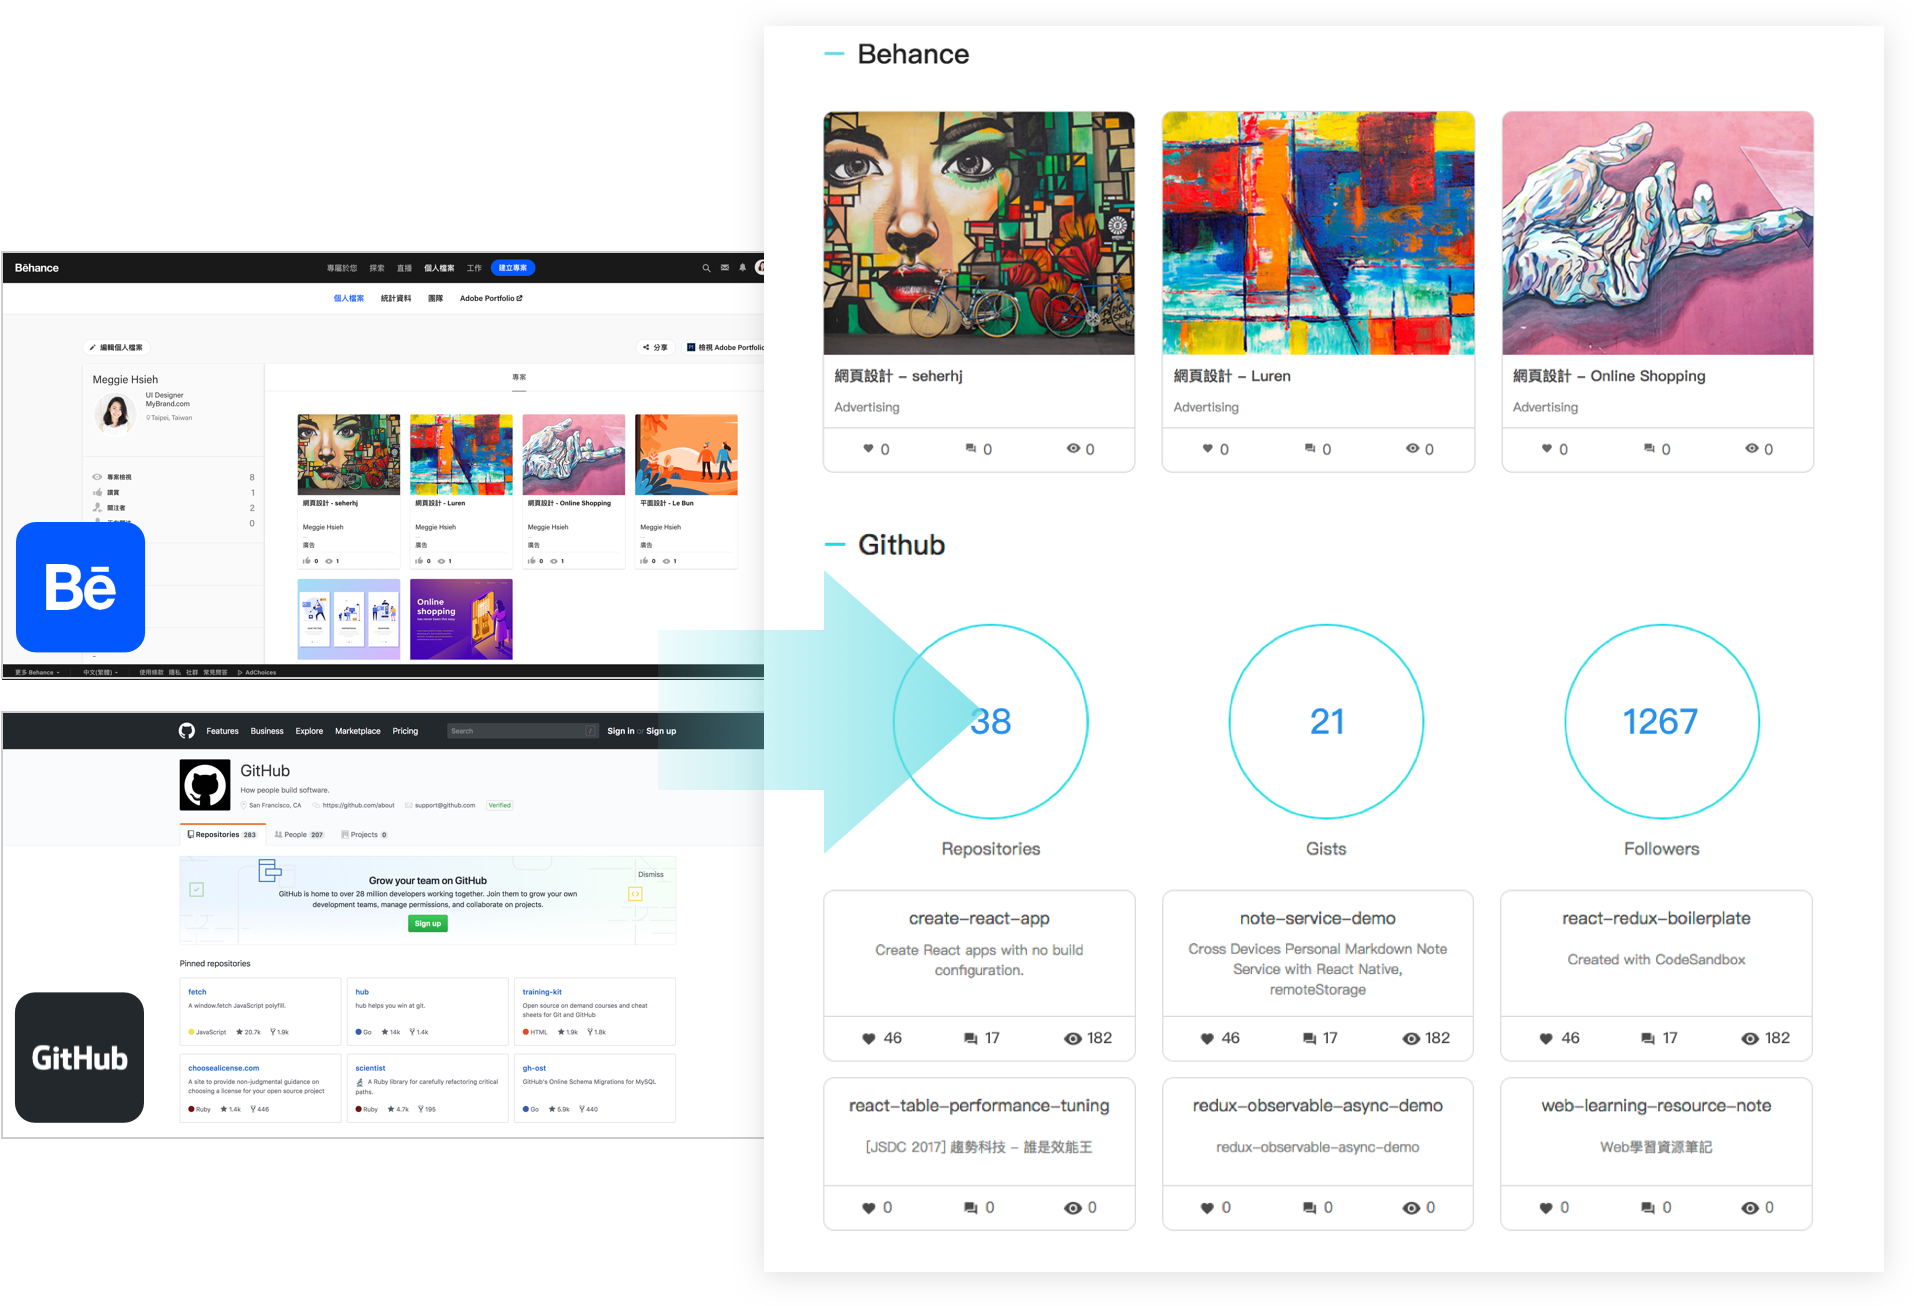 Bēhance
專屬於您 探索 直播 個人檔案 工作 建立專案
個人檔案 統計資料 團隊 Adobe Portfolio
編輯個人檔案
分享 檢視 Adobe Portfolio
Meggie Hsieh
UI Designer
MyBrand.com
Taipei, Taiwan
專案檢視 8
讚賞 1
關注者 2
0
專案
網頁設計 - seherhj
Meggie Hsieh
廣告
0 1
網頁設計 - Luren
Meggie Hsieh
廣告
0 1
網頁設計 - Online Shopping
Meggie Hsieh
廣告
0 1
平面設計 - Le Bun
Meggie Hsieh
廣告
0 1
Online
shopping
Bē
更多 Behance 中文(繁體) 使用條款 隱私 社群 常見問答 AdChoices
Features Business Explore Marketplace Pricing Search / Sign in or Sign up
GitHub
How people build software.
San Francisco, CA https://github.com/about support@github.com Verified
Repositories 283 People 207 Projects 0
Dismiss
Grow your team on GitHub
GitHub is home to over 28 million developers working together. Join them to grow your own
development teams, manage permissions, and collaborate on projects.
Sign up
Pinned repositories
fetch
A window.fetch JavaScript polyfill.
JavaScript 20.7k 1.9k
hub
hub helps you win at git.
Go 14k 1.4k
training-kit
Open source on demand courses and cheat
sheets for Git and GitHub
HTML 1.9k 1.8k
choosealicense.com
A site to provide non-judgmental guidance on
choosing a license for your open source project
Ruby 1.4k 446
scientist
A Ruby library for carefully refactoring critical
paths.
Ruby 4.7k 195
gh-ost
GitHub's Online Schema Migrations for MySQL
Go 5.9k 440
GitHub
Behance
網頁設計 – seherhj
Advertising
0 0 0
網頁設計 – Luren
Advertising
0 0 0
網頁設計 – Online Shopping
Advertising
0 0 0
Github
38
Repositories
21
Gists
1267
Followers
create-react-app
Create React apps with no build
configuration.
46 17 182
note-service-demo
Cross Devices Personal Markdown Note
Service with React Native,
remoteStorage
46 17 182
react-redux-boilerplate
Created with CodeSandbox
46 17 182
react-table-performance-tuning
[JSDC 2017] 趨勢科技 – 誰是效能王
0 0 0
redux-observable-async-demo
redux-observable-async-demo
0 0 0
web-learning-resource-note
Web學習資源筆記
0 0 0